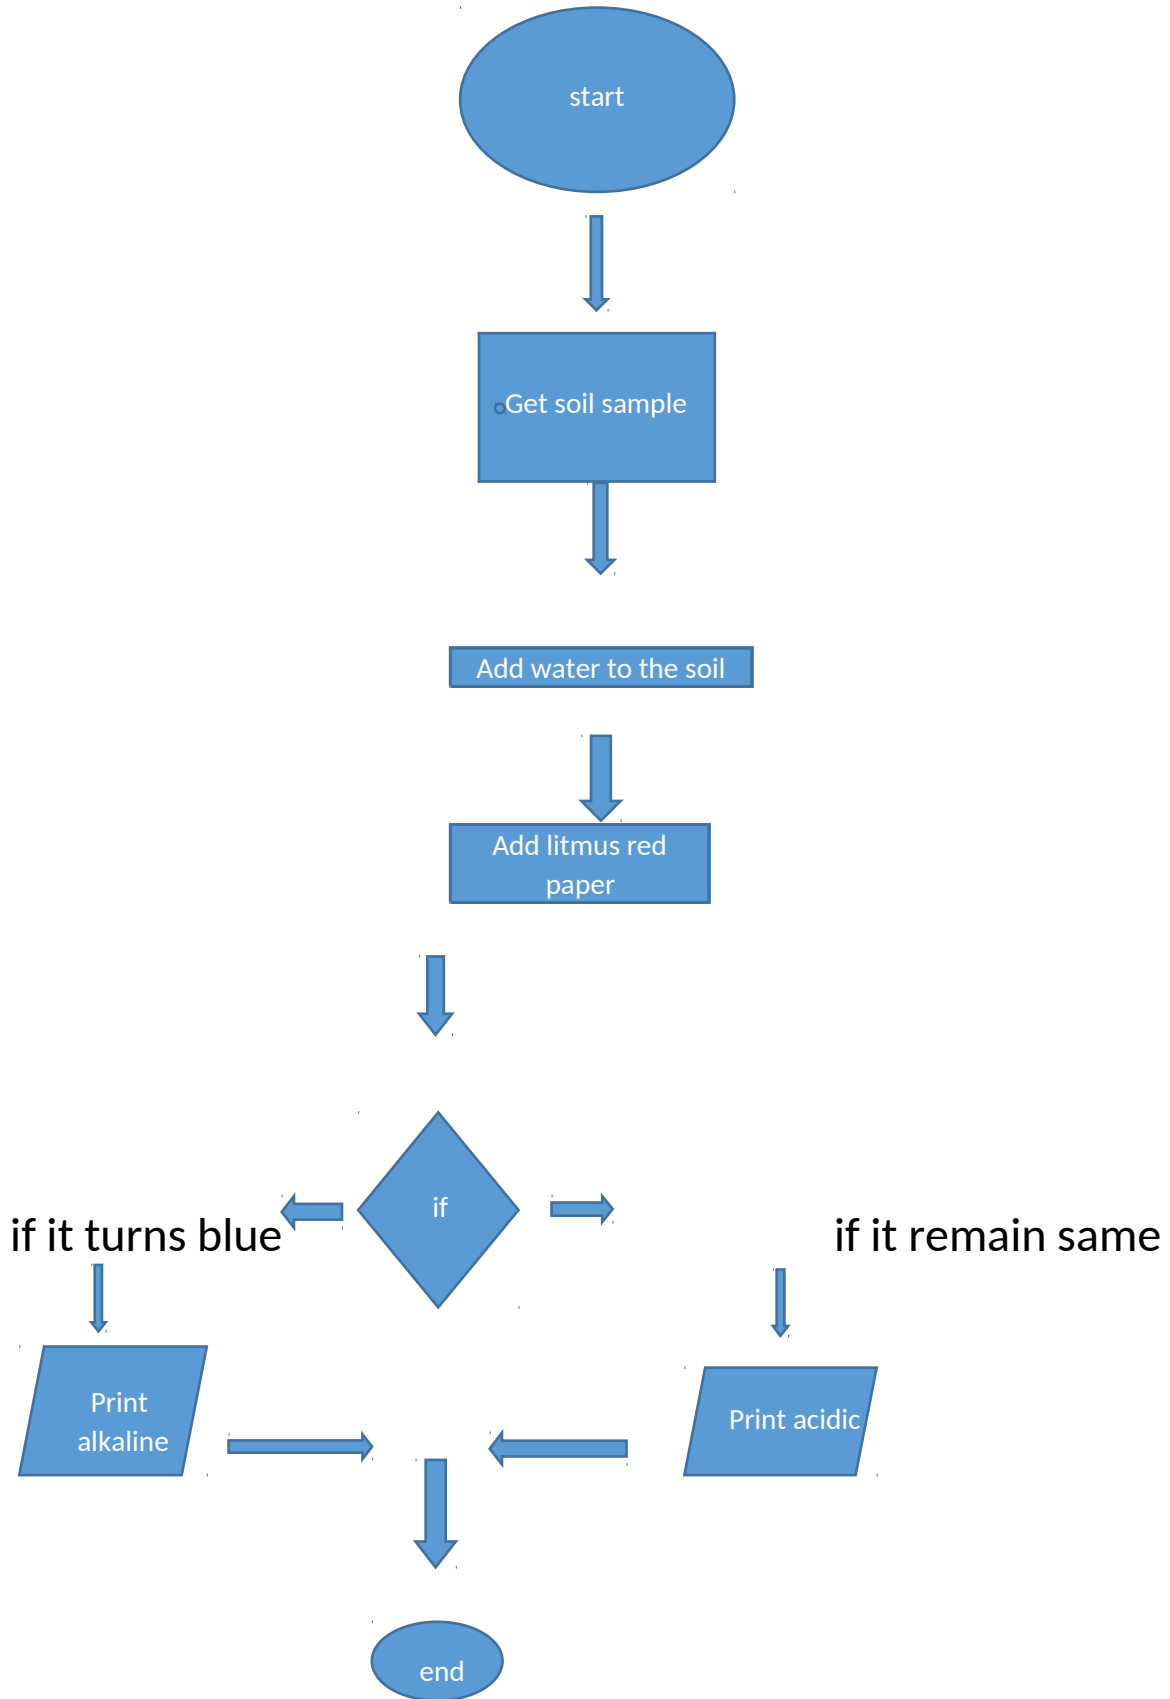 start
Get soil sample
Add water to the soil
Add litmus red
paper
if
if it turns blue
if it remain same
Print
alkaline
Print acidic
end